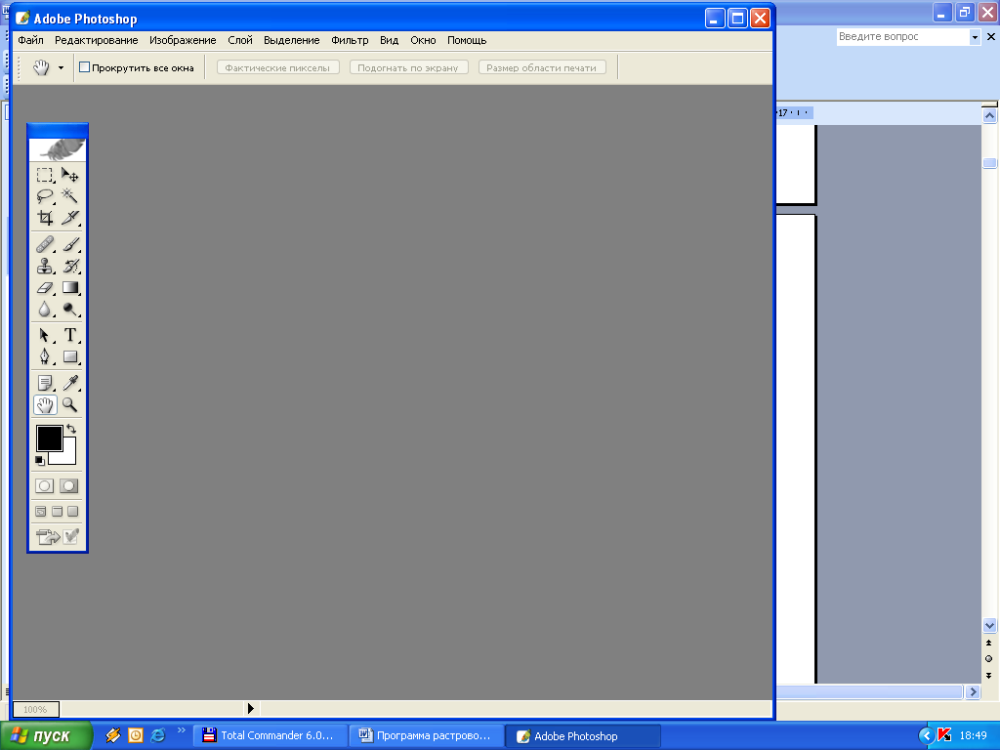 Adobe Photoshop
Файл Редактирование Изображение Слой Выделение Фильтр Вид Окно Помощь
Введите вопрос
Прокрутить все окна Фактические пикселы Подогнать по экрану Размер области печати
17
T
100%
пуск Total Commander 6.0... Программа растрово... Adobe Photoshop 18:49